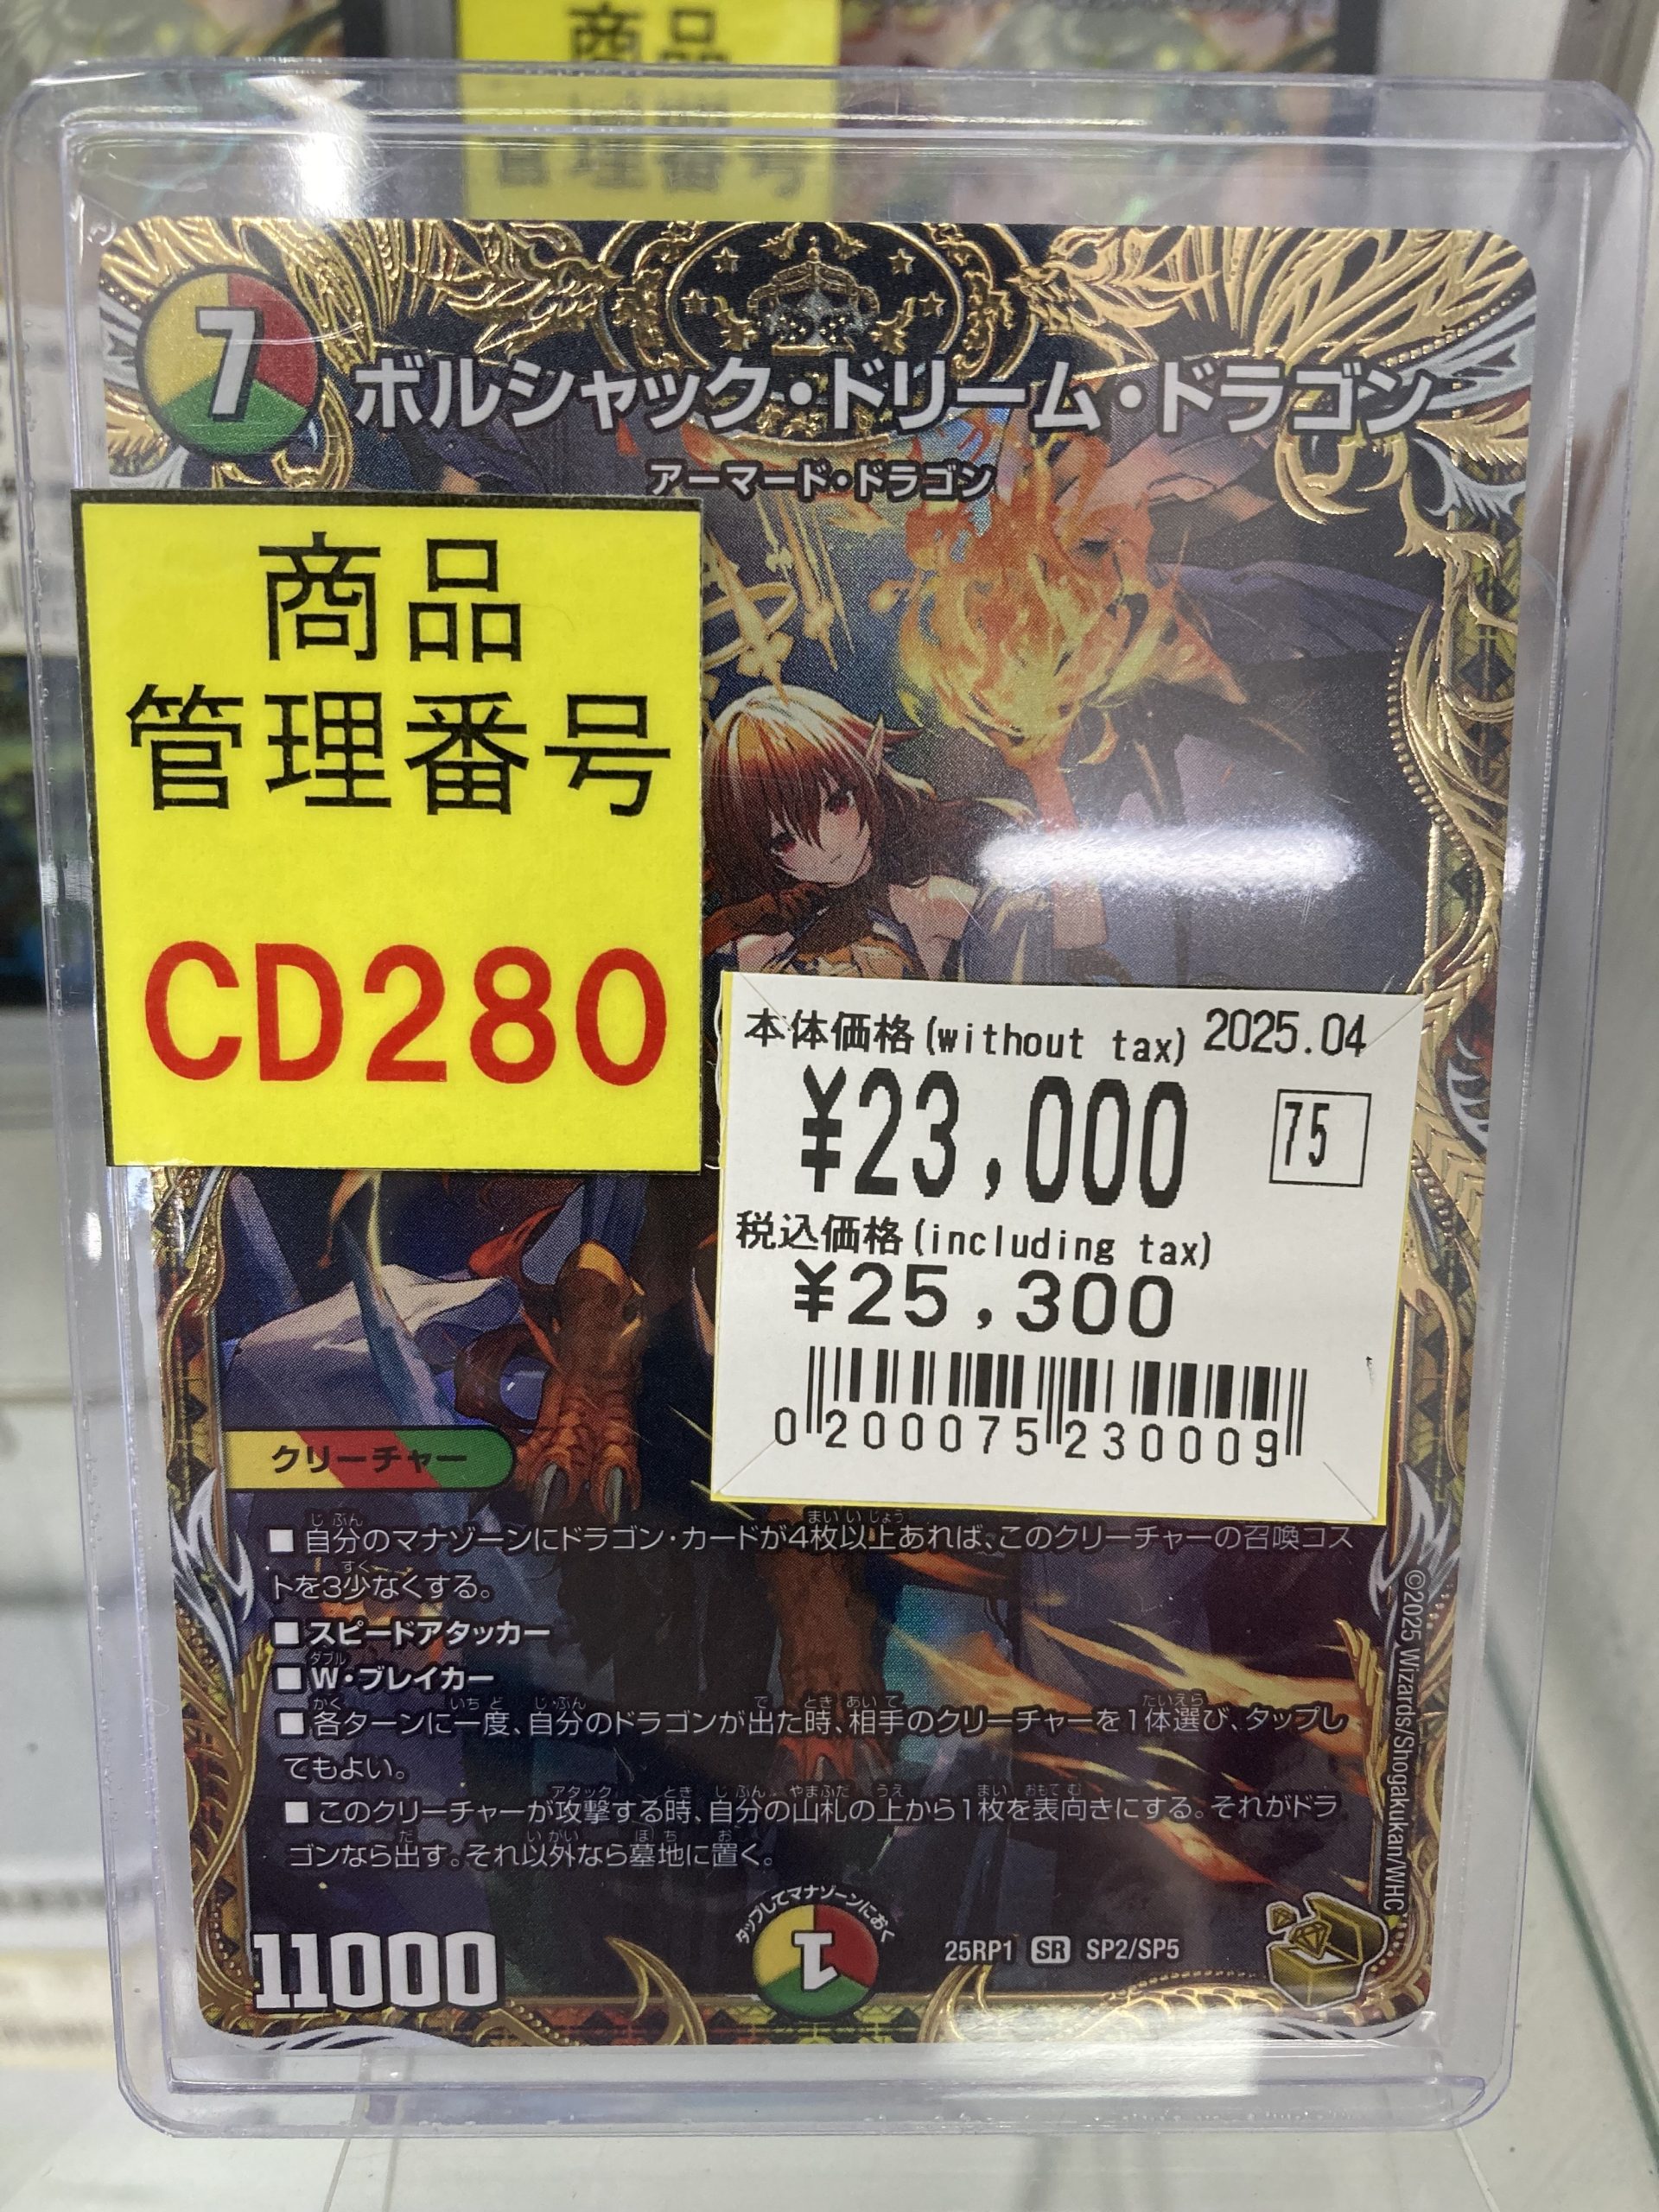 商品
管理番号
7
ボルシャック・ドリーム・ドラゴン
アーマード・ドラゴン
商品
管理番号
CD280
本体価格(without tax) 2025.04
¥23,000
75
税込価格(including tax)
¥25,300
0200075230009
クリーチャー
■自分のマナゾーンにドラゴン・カードが4枚以上あれば、このクリーチャーの召喚コス
トを3少なくする。
■スピードアタッカー
■W・ブレイカー
■各ターンに一度、自分のドラゴンが出た時、相手のクリーチャーを1体選び、タップし
てもよい。
■このクリーチャーが攻撃する時、自分の山札の上から1枚を表向きにする。それがドラ
ゴンなら出す。それ以外なら墓地に置く。
タップしてマナゾーンにおく
1
11000
25RP1 SR SP2/SP5
©2025 Wizards/Shogakukan/WHC